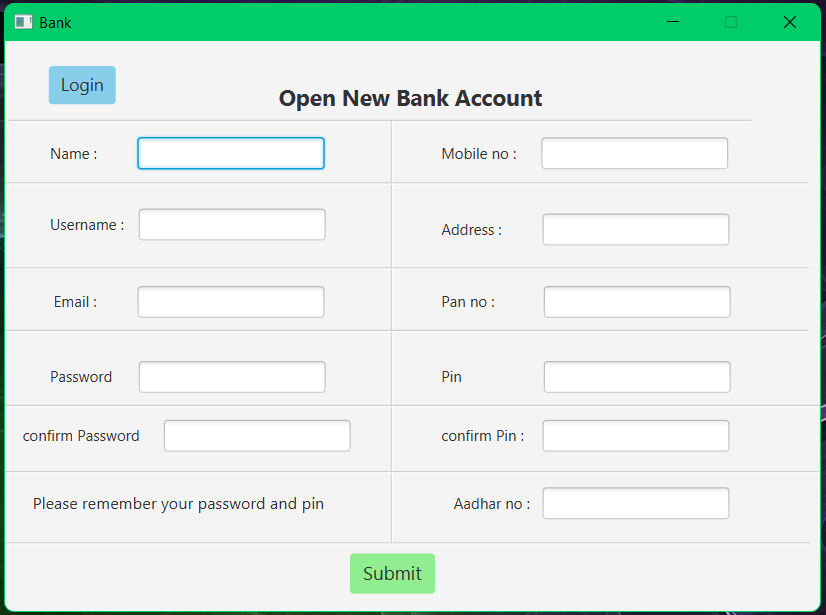 Bank
Login
Open New Bank Account
Name :
Mobile no :
Username :
Address :
Email :
Pan no :
Password
Pin
confirm Password
confirm Pin :
Please remember your password and pin
Aadhar no :
Submit